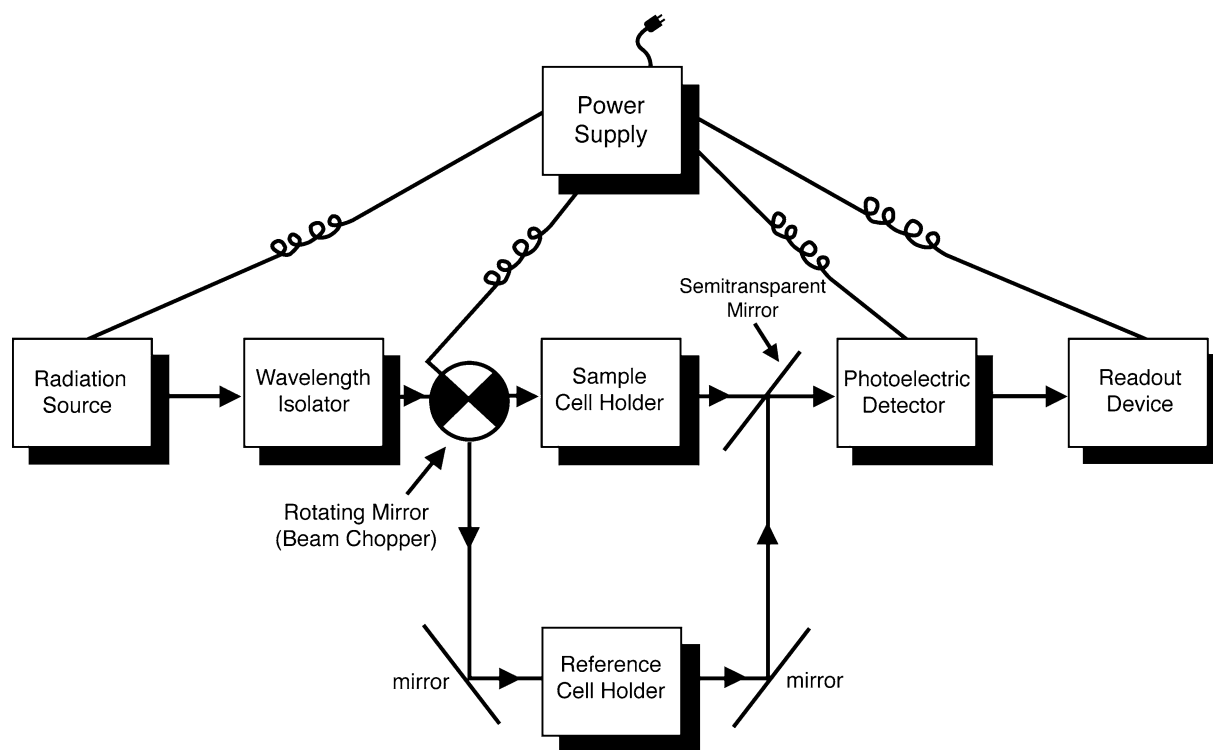 Power
Supply
Semitransparent
Mirror
Radiation
Source
Wavelength
Isolator
Sample
Cell Holder
Photoelectric
Detector
Readout
Device
Rotating Mirror
(Beam Chopper)
mirror
Reference
Cell Holder
mirror